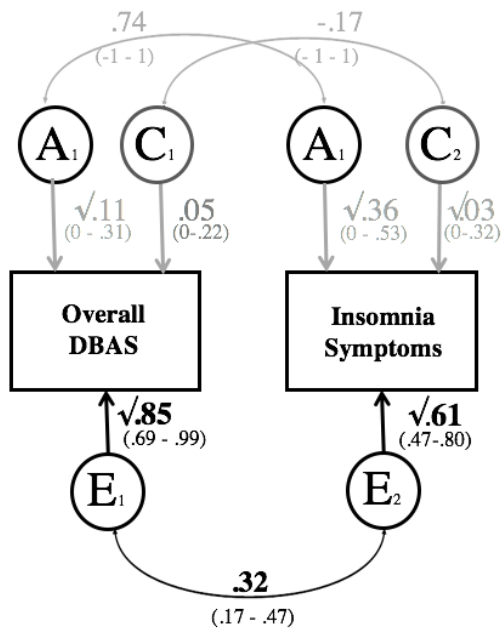 .74 -.17
(-1 - 1) (- 1 - 1)
A1 C1 A1 C2
√.11 .05 √.36 √03
(0 - .31) (0-.22) (0 - .53) (0-.32)
Overall
DBAS
Insomnia
Symptoms
√.85 √.61
(.69 - .99) (.47-.80)
E1 E2
.32
(.17 - .47)